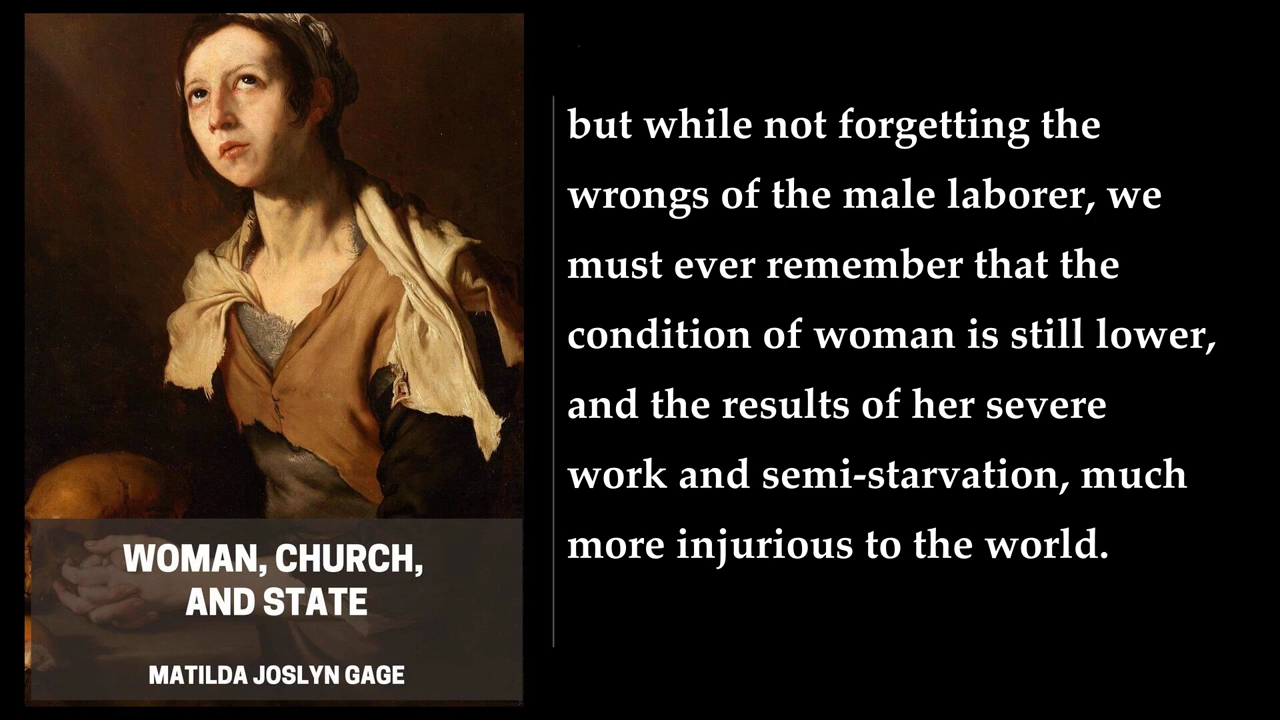 WOMAN, CHURCH,
AND STATE
MATILDA JOSLYN GAGE
but while not forgetting the
wrongs of the male laborer, we
must ever remember that the
condition of woman is still lower,
and the results of her severe
work and semi-starvation, much
more injurious to the world.